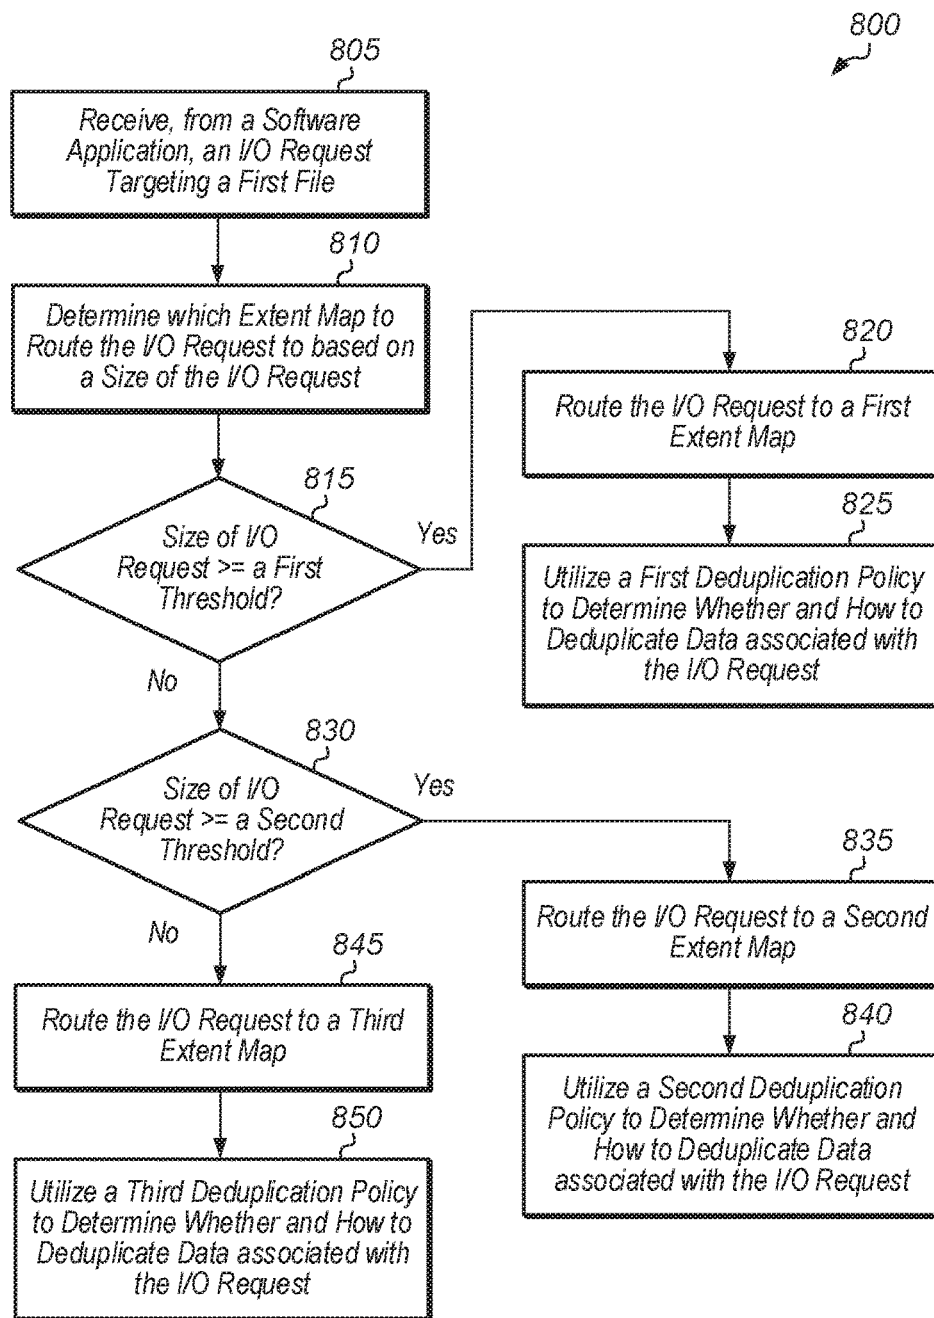 800
805
Receive, from a Software
Application, an I/O Request
Targeting a First File
810
Determine which Extent Map to
Route the I/O Request to based on
a Size of the I/O Request
815
Size of I/O
Request >= a First
Threshold?
Yes
No
820
Route the I/O Request to a First
Extent Map
825
Utilize a First Deduplication Policy
to Determine Whether and How to
Deduplicate Data associated with
the I/O Request
830
Size of I/O
Request >= a Second
Threshold?
Yes
No
835
Route the I/O Request to a Second
Extent Map
840
Utilize a Second Deduplication
Policy to Determine Whether and
How to Deduplicate Data
associated with the I/O Request
845
Route the I/O Request to a Third
Extent Map
850
Utilize a Third Deduplication Policy
to Determine Whether and How to
Deduplicate Data associated with
the I/O Request